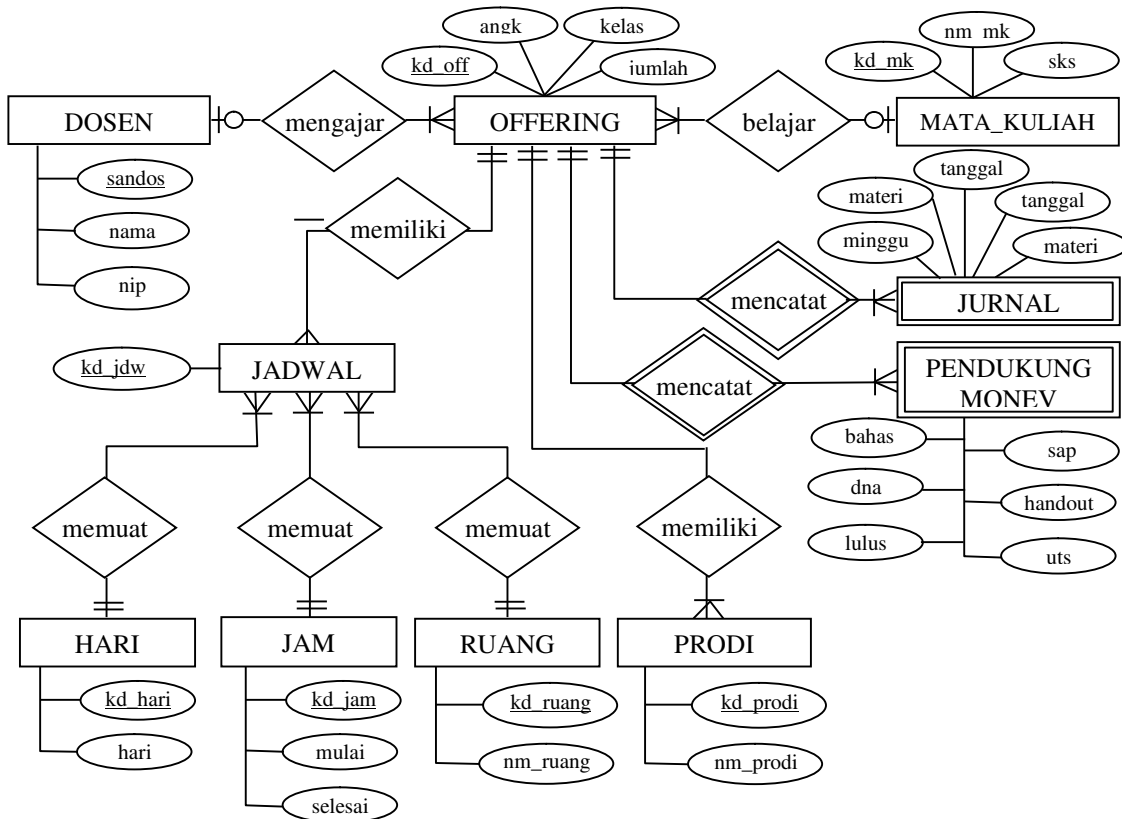 angk
kelas
nm_mk
kd_off
jumlah
kd_mk
sks
DOSEN
mengajar
OFFERING
belajar
MATA_KULIAH
sandos
nama
nip
memiliki
tanggal
materi
tanggal
minggu
materi
mencatat
JURNAL
kd_jdw
JADWAL
mencatat
PENDUKUNG
MONEV
bahas
sap
dna
handout
lulus
uts
memuat
memuat
memuat
memiliki
HARI
JAM
RUANG
PRODI
kd_hari
kd_jam
kd_ruang
kd_prodi
hari
mulai
nm_ruang
nm_prodi
selesai